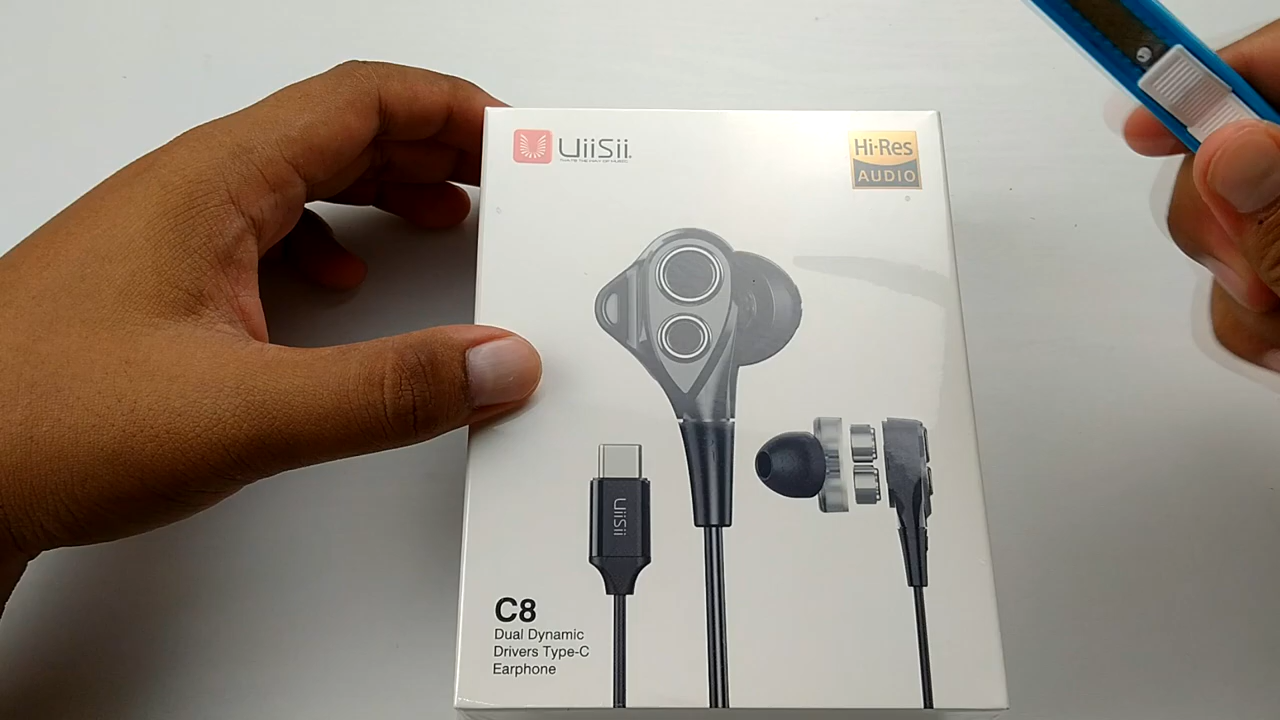 UiiSii
Hi-Res
AUDIO
UiiSii
C8
Dual Dynamic
Drivers Type-C
Earphone